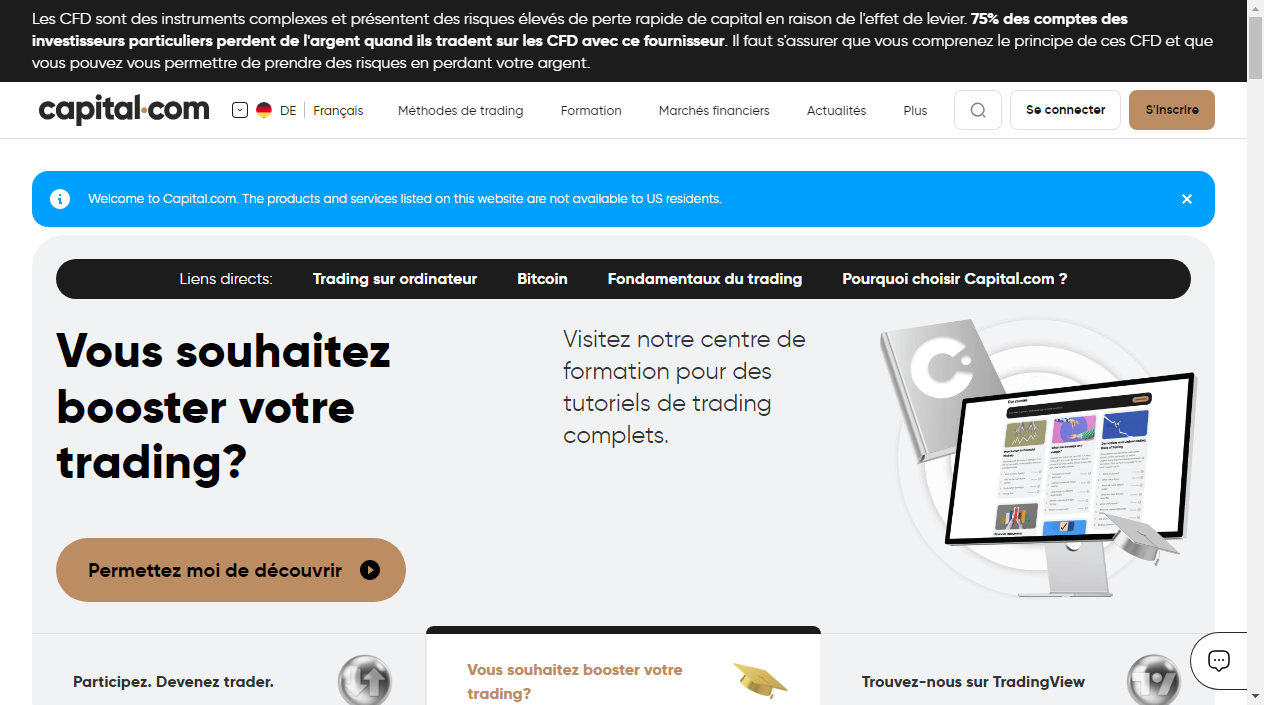 Les CFD sont des instruments complexes et présentent des risques élevés de perte rapide de capital en raison de l'effet de levier. 75% des comptes des
investisseurs particuliers perdent de l'argent quand ils tradent sur les CFD avec ce fournisseur. Il faut s'assurer que vous comprenez le principe de ces CFD et que
vous pouvez vous permettre de prendre des risques en perdant votre argent.
capital.com DE Français Méthodes de trading Formation Marchés financiers Actualités Plus Se connecter S'inscrire
Welcome to Capital.com. The products and services listed on this website are not available to US residents.
Liens directs: Trading sur ordinateur Bitcoin Fondamentaux du trading Pourquoi choisir Capital.com ?
Vous souhaitez
booster votre
trading?
Visitez notre centre de
formation pour des
tutoriels de trading
complets.
Permettez moi de découvrir
Participez. Devenez trader.
Vous souhaitez booster votre
trading?
Trouvez-nous sur TradingView